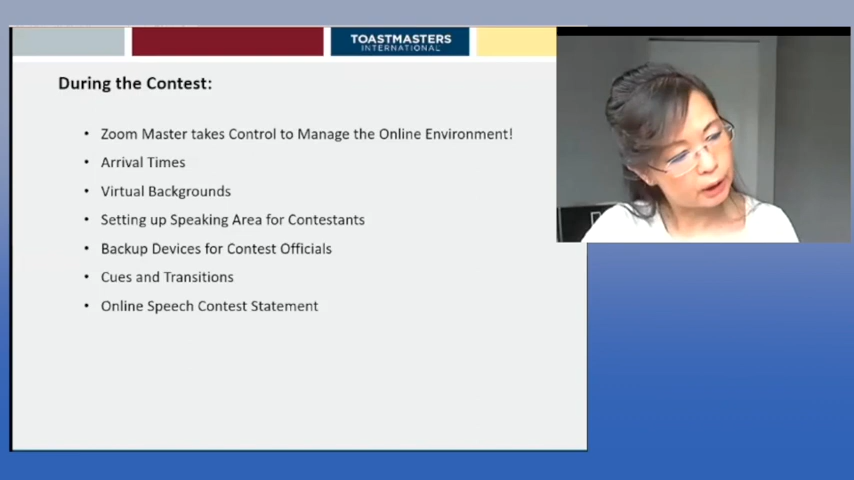 TOASTMASTERS
INTERNATIONAL
During the Contest:
• Zoom Master takes Control to Manage the Online Environment!
• Arrival Times
• Virtual Backgrounds
• Setting up Speaking Area for Contestants
• Backup Devices for Contest Officials
• Cues and Transitions
• Online Speech Contest Statement